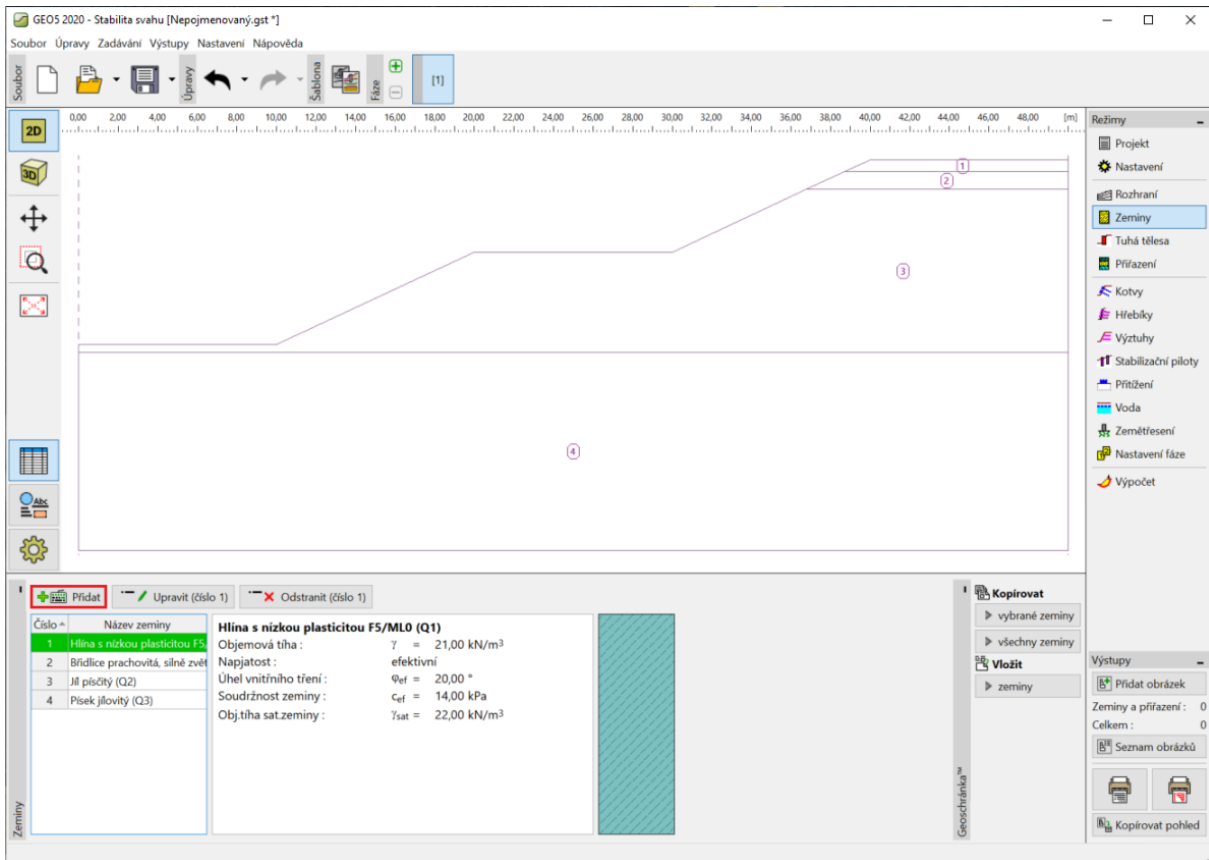 GEO5 2020 - Stabilita svahu [Nepojmenovaný.gst *]
Soubor Úpravy Zadávání Výstupy Nastavení Nápověda
Soubor
Úpravy
Šablona
Fáze
[1]
2D
3D
0,00 2,00 4,00 6,00 8,00 10,00 12,00 14,00 16,00 18,00 20,00 22,00 24,00 26,00 28,00 30,00 32,00 34,00 36,00 38,00 40,00 42,00 44,00 46,00 48,00 [m]
1
2
3
4
Abc
Režimy
Projekt
Nastavení
Rozhraní
Zeminy
Tuhá tělesa
Přiřazení
Kotvy
Hřebíky
Výztuhy
Stabilizační piloty
Přitížení
Voda
Zemětřesení
Nastavení fáze
Výpočet
Přidat
Upravit (číslo 1)
Odstranit (číslo 1)
Číslo Název zeminy
1 Hlína s nízkou plasticitou F5,
2 Břidlice prachovitá, silně zvět
3 Jíl písčitý (Q2)
4 Písek jílovitý (Q3)
Hlína s nízkou plasticitou F5/ML0 (Q1)
Objemová tíha : γ = 21,00 kN/m3
Napjatost : efektivní
Úhel vnitřního tření : φef = 20,00 °
Soudržnost zeminy : cef = 14,00 kPa
Obj.tíha sat.zeminy : γsat = 22,00 kN/m3
Zeminy
Geoschránka™
Kopírovat
vybrané zeminy
všechny zeminy
Vložit
zeminy
Výstupy
Přidat obrázek
Zeminy a přiřazení : 0
Celkem : 0
Seznam obrázků
Kopírovat pohled